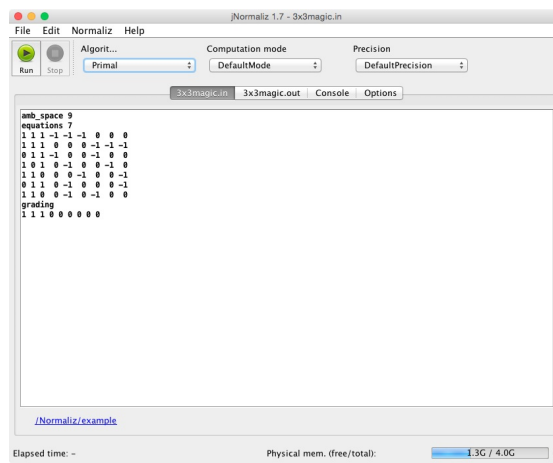 jNormaliz 1.7 - 3x3magic.in
File Edit Normaliz Help
Algorit... Computation mode Precision
Run Stop Primal DefaultMode DefaultPrecision
3x3magic.in 3x3magic.out Console Options
amb_space 9
equations 7
1 1 1 -1 -1 -1 0 0 0
1 1 1 0 0 0 -1 -1 -1
0 1 1 -1 0 0 -1 0 0
1 0 1 0 -1 0 0 -1 0
1 1 0 0 0 -1 0 0 -1
0 1 1 0 -1 0 0 0 -1
1 1 0 0 -1 0 -1 0 0
grading
1 1 1 0 0 0 0 0 0
/Normaliz/example
Elapsed time: - Physical mem. (free/total): 1.3G / 4.0G